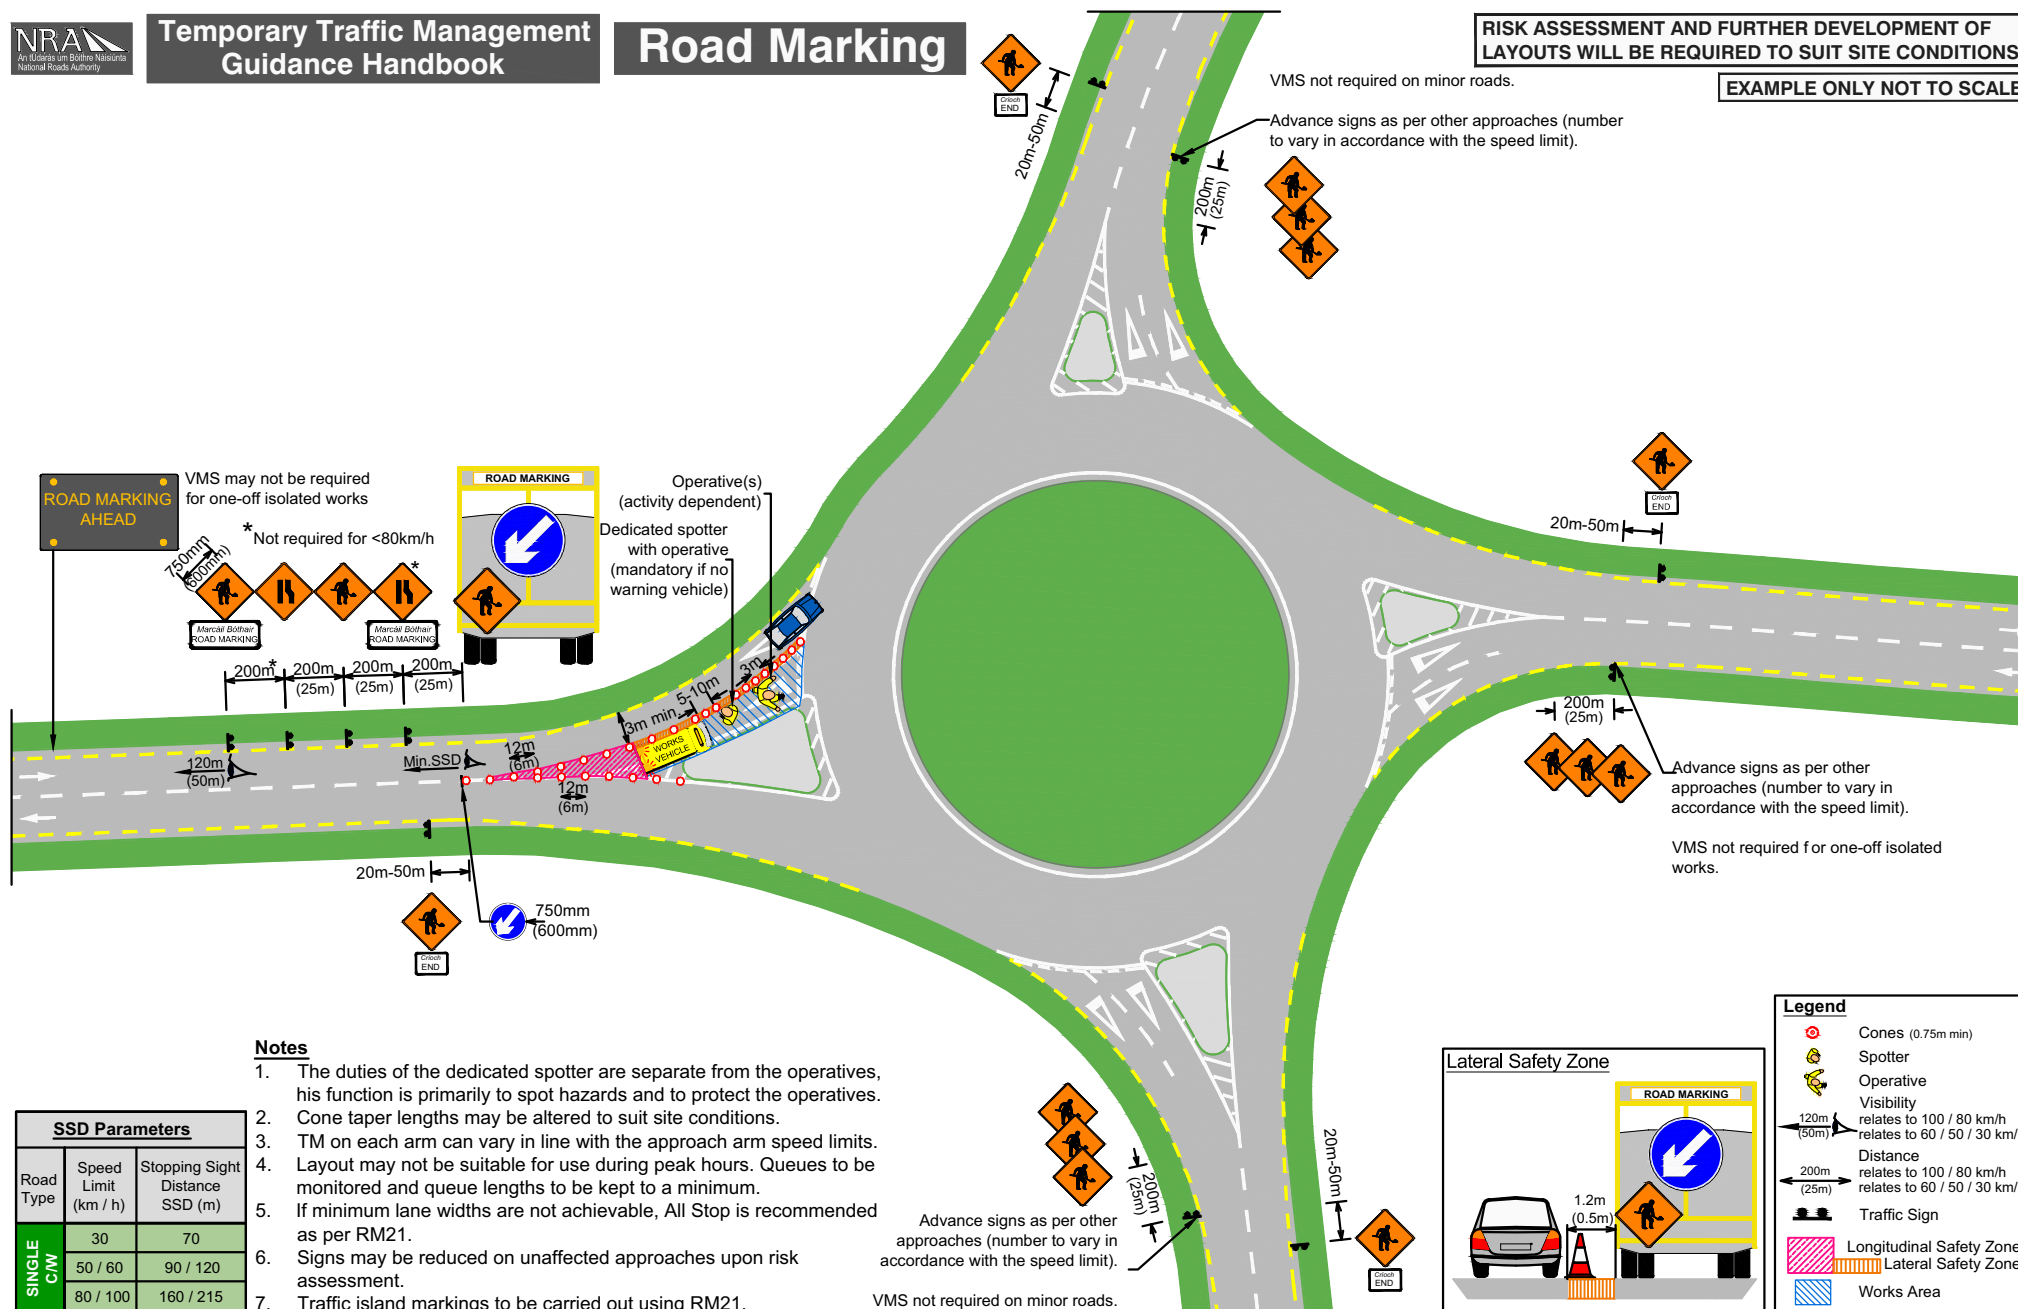 NRA
An tÚdarás um Bóithre Náisiúnta
National Roads Authority
Temporary Traffic Management
Guidance Handbook
Road Marking
RISK ASSESSMENT AND FURTHER DEVELOPMENT OF
LAYOUTS WILL BE REQUIRED TO SUIT SITE CONDITIONS
EXAMPLE ONLY NOT TO SCALE
Crioch
END
20m-50m
VMS not required on minor roads.
Advance signs as per other approaches (number
to vary in accordance with the speed limit).
200m
(25m)
ROAD MARKING
AHEAD
VMS may not be required
for one-off isolated works
*
Not required for <80km/h
750mm
(600mm)
*
Marcáil Bóthair
ROAD MARKING
Marcáil Bóthair
ROAD MARKING
ROAD MARKING
Operative(s)
(activity dependent)
Dedicated spotter
with operative
(mandatory if no
warning vehicle)
200m*
200m
(25m)
200m
(25m)
200m
(25m)
3m
5-10m
3m min
WORKS
VEHICLE
12m
(6m)
12m
(6m)
120m
(50m)
Min.SSD
20m-50m
Crioch
END
750mm
(600mm)
Crioch
END
20m-50m
200m
(25m)
Advance signs as per other
approaches (number to vary in
accordance with the speed limit).
VMS not required for one-off isolated
works.
Notes
1. The duties of the dedicated spotter are separate from the operatives,
his function is primarily to spot hazards and to protect the operatives.
2. Cone taper lengths may be altered to suit site conditions.
3. TM on each arm can vary in line with the approach arm speed limits.
4. Layout may not be suitable for use during peak hours. Queues to be
monitored and queue lengths to be kept to a minimum.
5. If minimum lane widths are not achievable, All Stop is recommended
as per RM21.
6. Signs may be reduced on unaffected approaches upon risk
assessment.
7. Traffic island markings to be carried out using RM21.
SSD Parameters
Road
Type
Speed
Limit
(km / h)
Stopping Sight
Distance
SSD (m)
SINGLE
C/W
30 70
50 / 60 90 / 120
80 / 100 160 / 215
200m
(25m)
Advance signs as per other
approaches (number to vary in
accordance with the speed limit).
VMS not required on minor roads.
20m-50m
Crioch
END
Lateral Safety Zone
ROAD MARKING
1.2m
(0.5m)
Legend
Cones (0.75m min)
Spotter
Operative
Visibility
120m
(50m)
relates to 100 / 80 km/h
relates to 60 / 50 / 30 km/
Distance
200m
(25m)
relates to 100 / 80 km/h
relates to 60 / 50 / 30 km/
Traffic Sign
Longitudinal Safety Zone
Lateral Safety Zone
Works Area